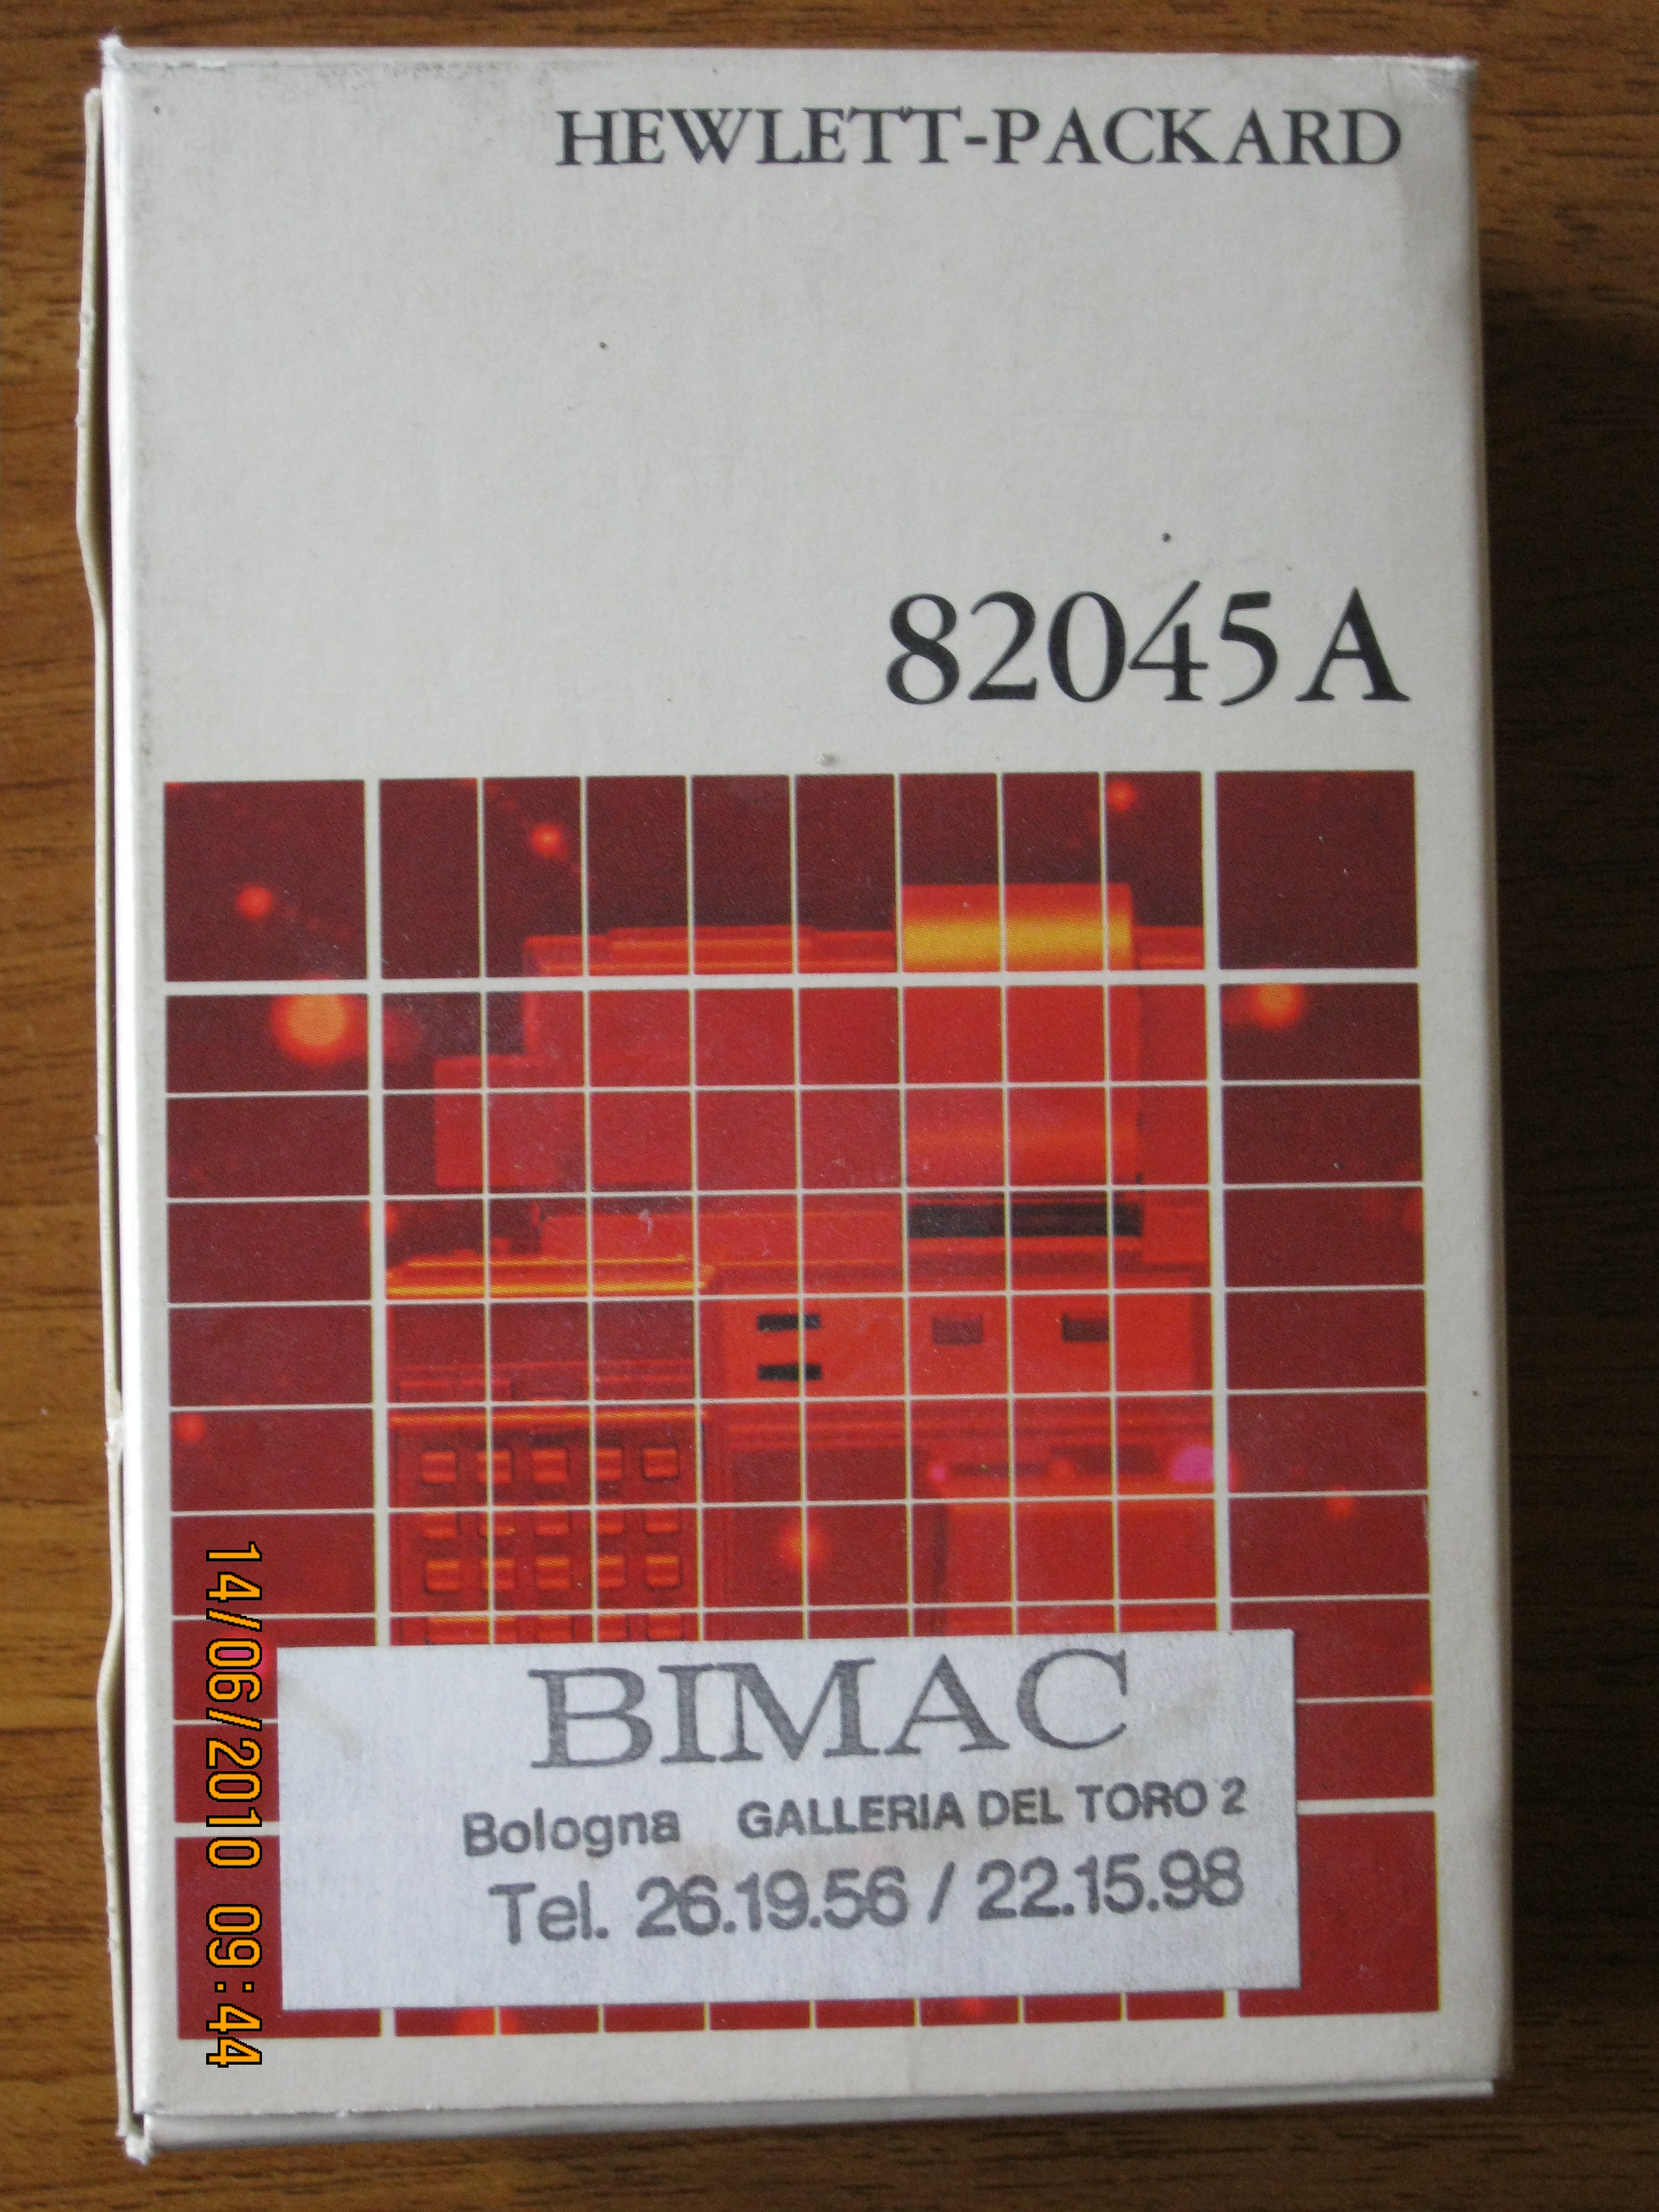 HEWLETT-PACKARD
82045A
BIMAC
Bologna GALLERIA DEL TORO 2
Tel. 26.19.56 / 22.15.98
14/06/2010 09:44